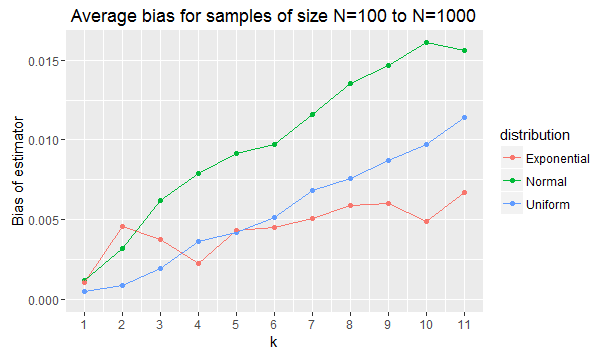 Average bias for samples of size N=100 to N=1000
Bias of estimator
0.015
0.010
0.005
0.000
1 2 3 4 5 6 7 8 9 10 11
k
distribution
Exponential
Normal
Uniform